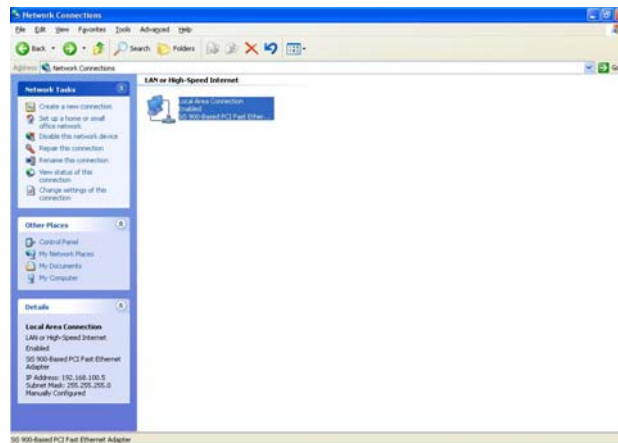 Network Connections
File Edit View Favorites Tools Advanced Help
Back Search Folders
Address Network Connections Go
LAN or High-Speed Internet
Network Tasks
Create a new connection
Set up a home or small
office network
Disable this network device
Repair this connection
Rename this connection
View status of this
connection
Change settings of this
connection
Other Places
Control Panel
My Network Places
My Documents
My Computer
Details
Local Area Connection
LAN or High-Speed Internet
Enabled
SiS 900-Based PCI Fast Ethernet
Adapter
IP Address: 192.168.100.5
Subnet Mask: 255.255.255.0
Manually Configured
Local Area Connection
Enabled
SiS 900-Based PCI Fast Ether...
SiS 900-Based PCI Fast Ethernet Adapter